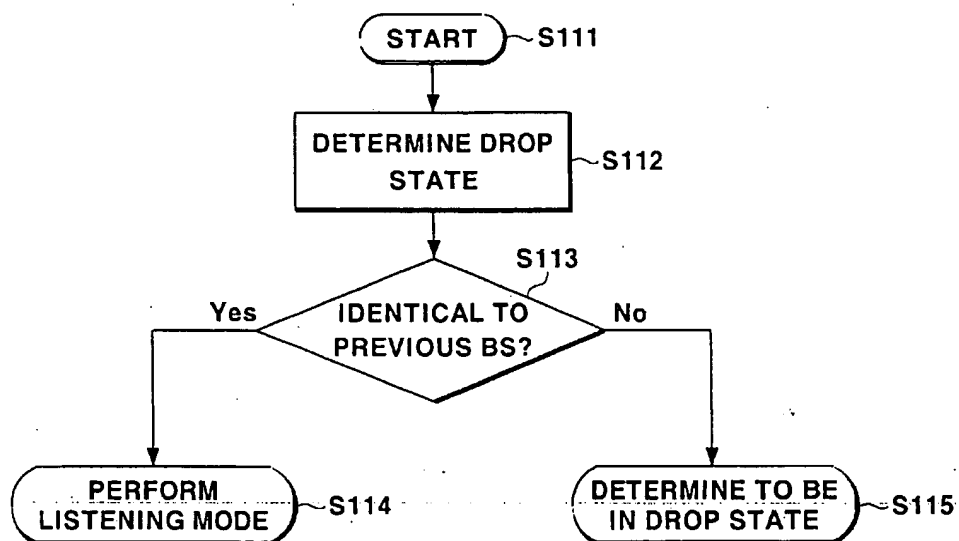 START
S111
DETERMINE DROP
STATE
S112
S113
IDENTICAL TO
PREVIOUS BS?
Yes
No
PERFORM
LISTENING MODE
S114
DETERMINE TO BE
IN DROP STATE
S115